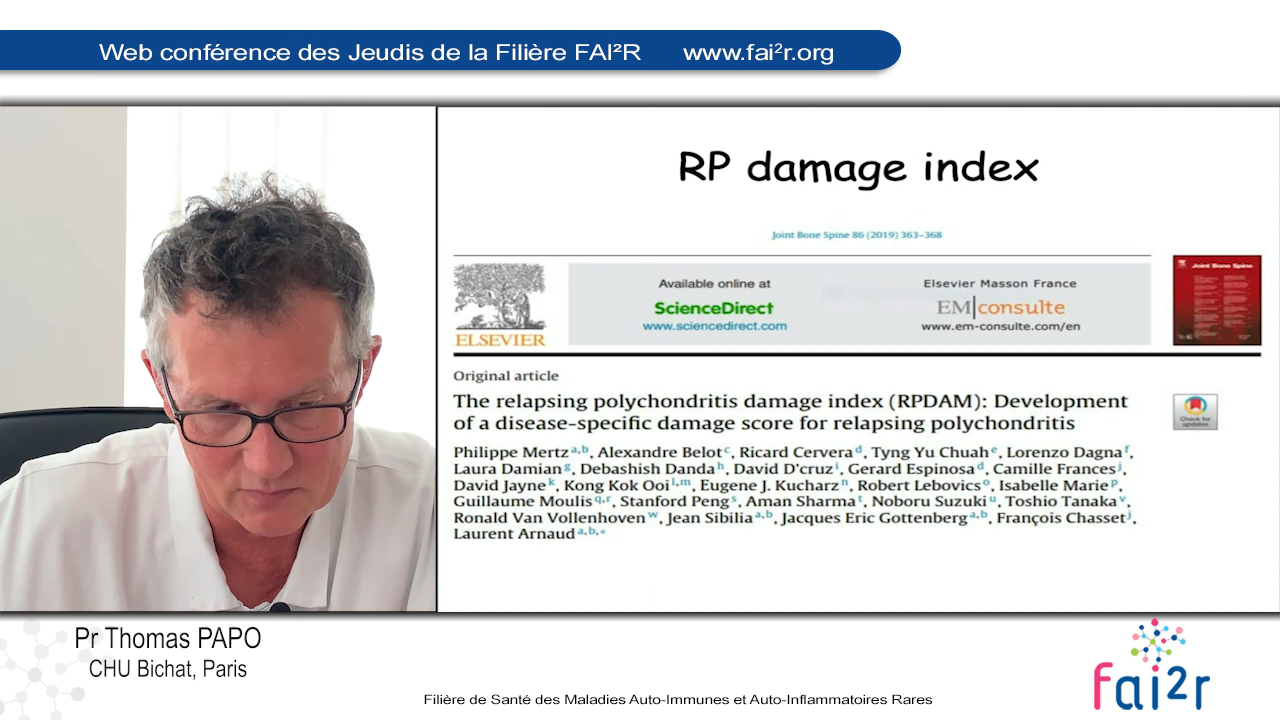 Web conférence des Jeudis de la Filière FAI²R www.fai²r.org
RP damage index
Joint Bone Spine 86 (2019) 363–368
ELSEVIER
Available online at
ScienceDirect
www.sciencedirect.com
Elsevier Masson France
EM|consulte
www.em-consulte.com/en
Joint Bone Spine
Original article
The relapsing polychondritis damage index (RPDAM): Development
of a disease-specific damage score for relapsing polychondritis
Check for
updates
Philippe Mertz a,b, Alexandre Belot c, Ricard Cervera d, Tyng Yu Chuah e, Lorenzo Dagna f,
Laura Damian g, Debashish Danda h, David D'cruz i, Gerard Espinosa d, Camille Frances j,
David Jayne k, Kong Kok Ooi l,m, Eugene J. Kucharz n, Robert Lebovics o, Isabelle Marie p,
Guillaume Moulis q,r, Stanford Peng s, Aman Sharma t, Noboru Suzuki u, Toshio Tanaka v,
Ronald Van Vollenhoven w, Jean Sibilia a,b, Jacques Eric Gottenberg a,b, François Chasset j,
Laurent Arnaud a,b,*
Pr Thomas PAPO
CHU Bichat, Paris
Filière de Santé des Maladies Auto-Immunes et Auto-Inflammatoires Rares
fai2r